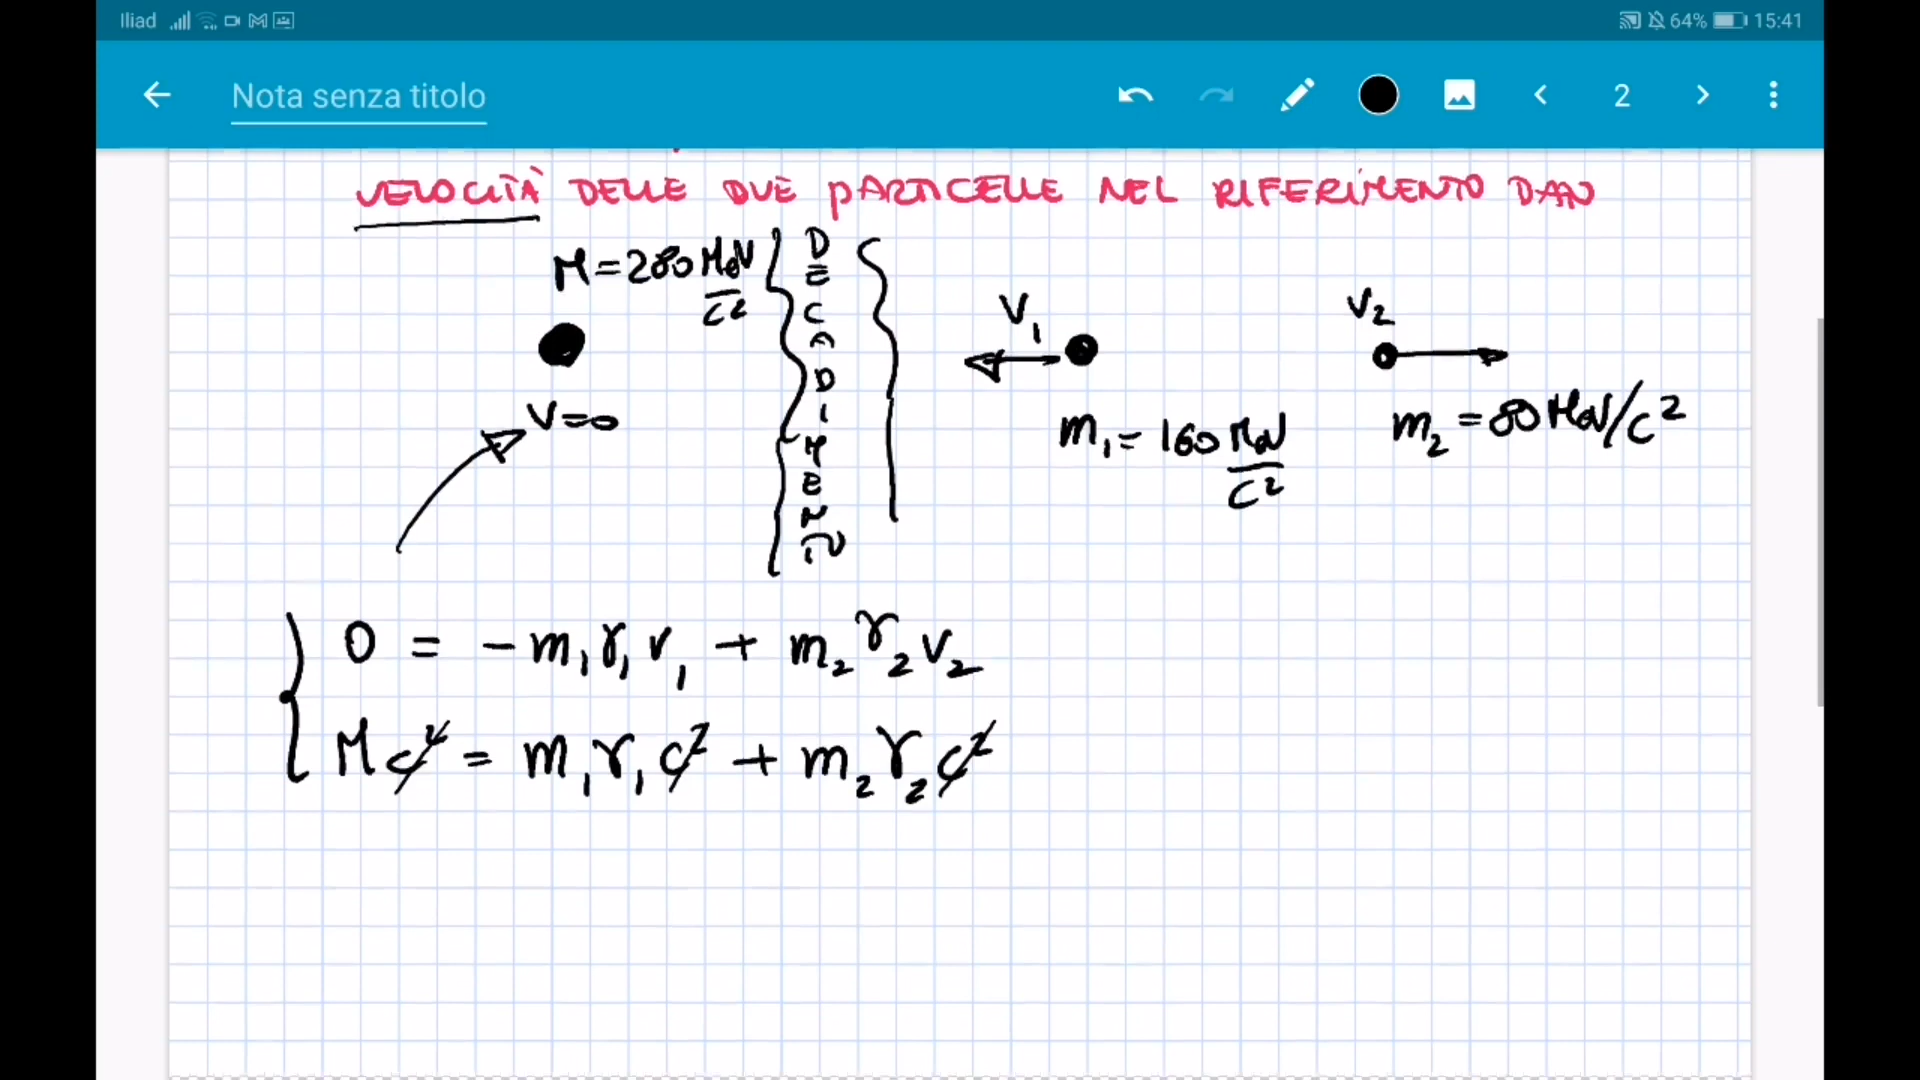 Iliad 64% 15:41
Nota senza titolo 2
VELOCITÀ DELLE DUE PARTICELLE NEL RIFERIMENTO
M = 280 MeV/c²
V=0
DECADIMENTO
V₁
m₁ = 160 MeV/c²
V₂
m₂ = 80 MeV/c²
0 = -m₁γ₁v₁ + m₂γ₂v₂
Mc² = m₁γ₁c² + m₂γ₂c²